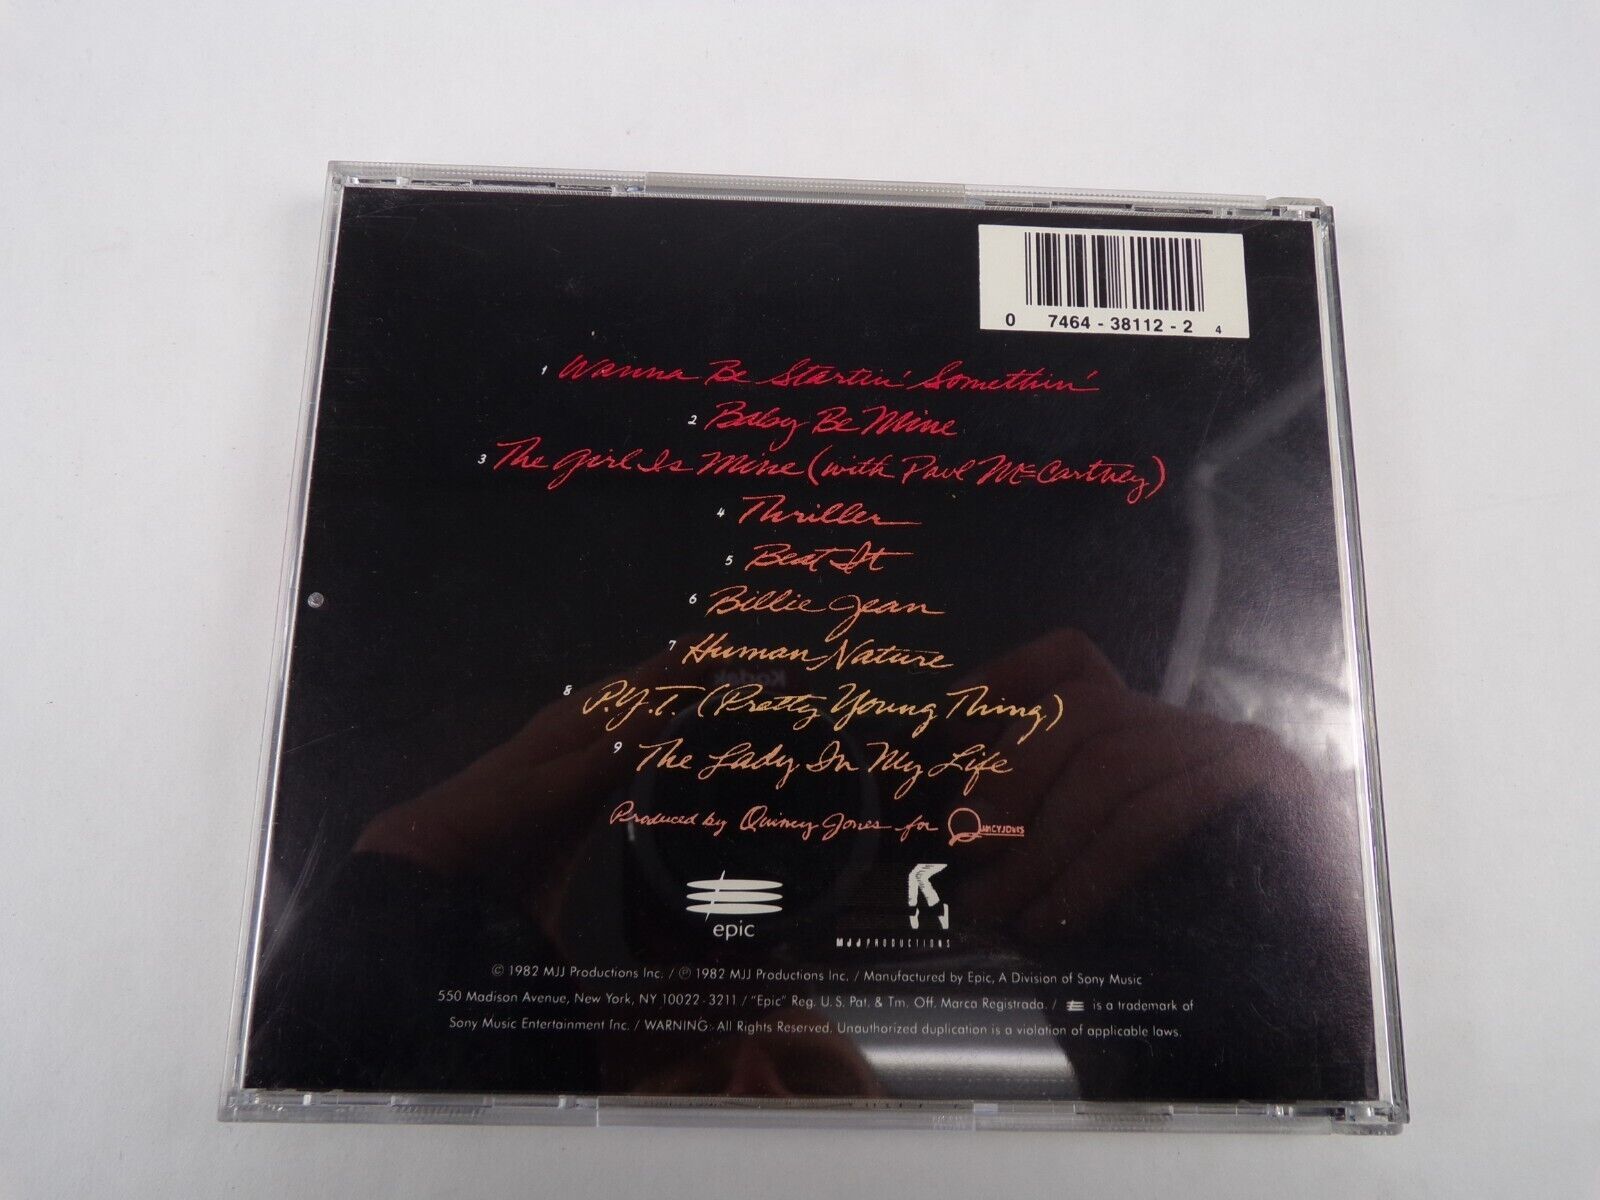 0 7464-38112-2 4
1 Wanna Be Startin' Somethin'
2 Baby Be Mine
3 The Girl Is Mine (with Paul McCartney)
4 Thriller
5 Beat It
6 Billie Jean
7 Human Nature
Kodak
8 P.Y.T. (Pretty Young Thing)
9 The Lady In My Life
Produced by Quincy Jones for QUINCY JONES
epic
MJJ PRODUCTIONS
© 1982 MJJ Productions Inc. / ℗ 1982 MJJ Productions Inc. / Manufactured by Epic, A Division of Sony Music
550 Madison Avenue, New York, NY 10022-3211 / "Epic" Reg. U.S. Pat. & Tm. Off. Marca Registrada. / E is a trademark of
Sony Music Entertainment Inc. / WARNING: All Rights Reserved. Unauthorized duplication is a violation of applicable laws.